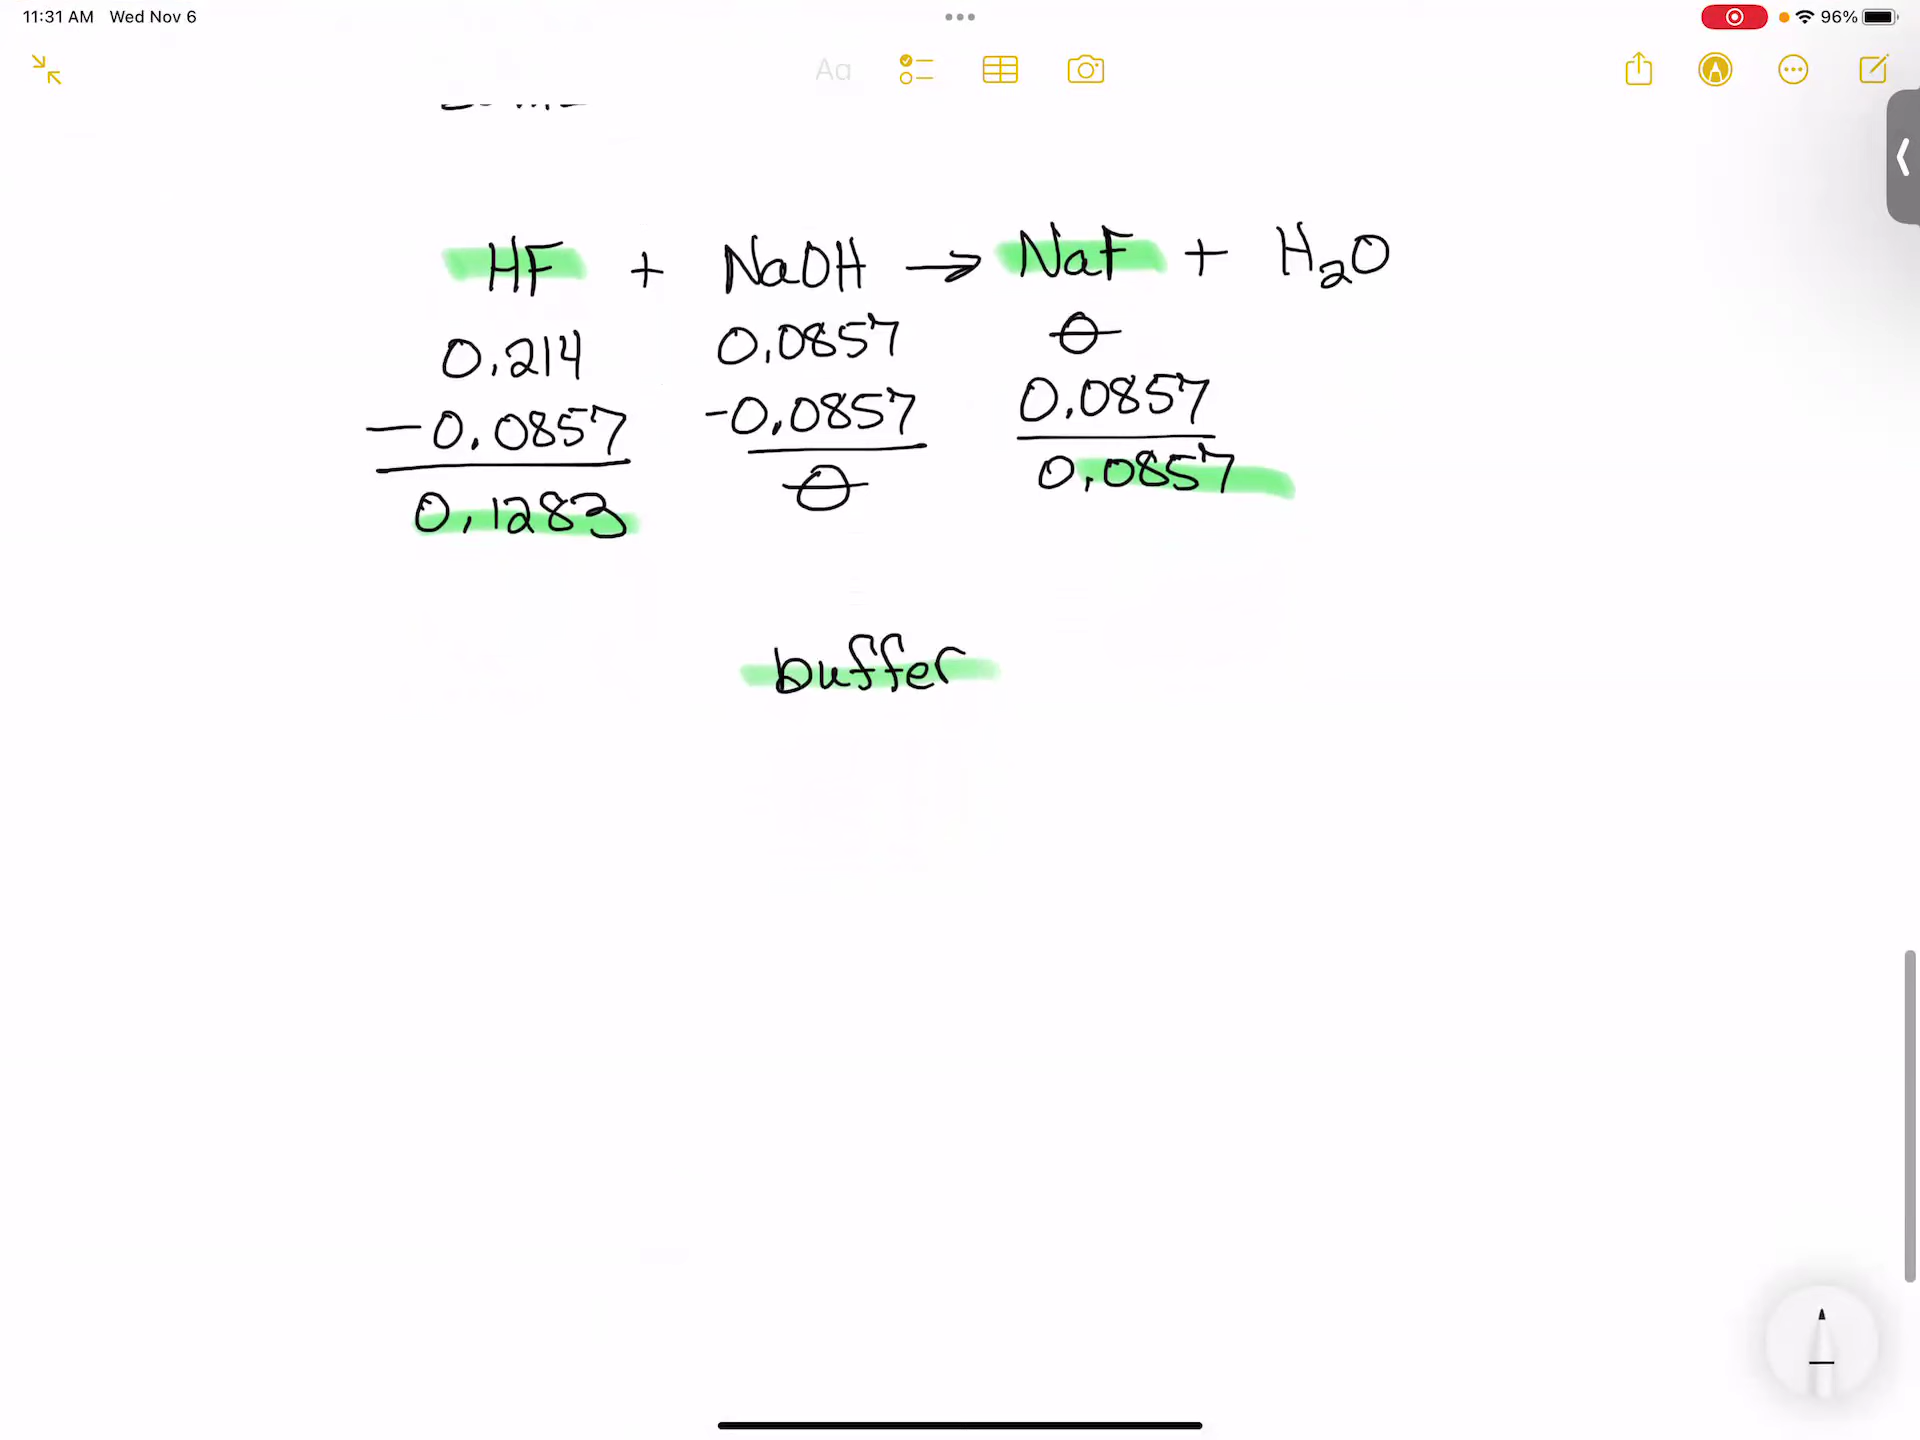 11:31 AM Wed Nov 6 96%
Aa
HF + NaOH → NaF + H₂O
0.214 0.0857 0
-0.0857 -0.0857 0.0857
0.1283 0 0.0857
buffer